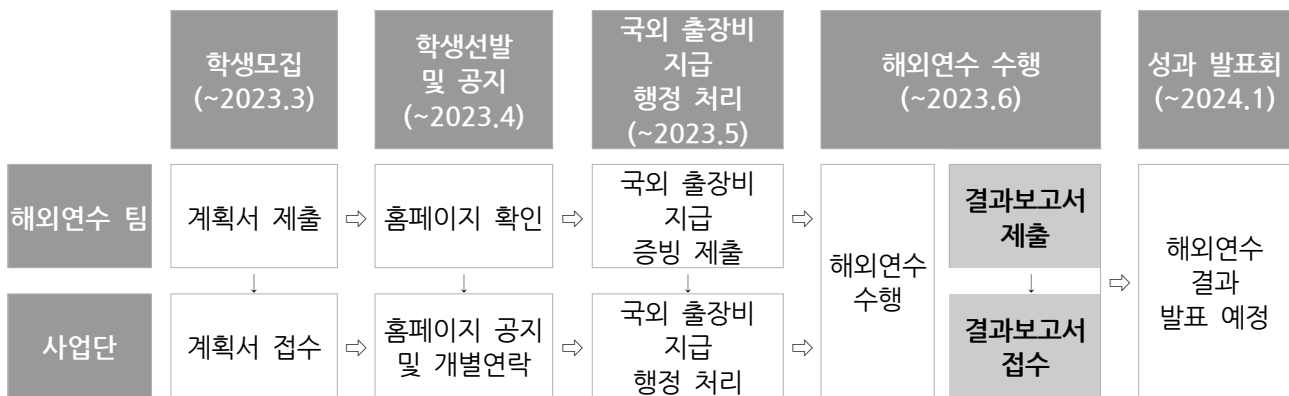 학생모집
(~2023.3)
학생선발
및 공지
(~2023.4)
국외 출장비
지급
행정 처리
(~2023.5)
해외연수 수행
(~2023.6)
성과 발표회
(~2024.1)
해외연수 팀
계획서 제출
⇨
홈페이지 확인
⇨
국외 출장비
지급
증빙 제출
⇨
해외연수
수행
결과보고서
제출
⇨
해외연수
결과
발표 예정
↓
↓
↓
↓
사업단
계획서 접수
⇨
홈페이지 공지
및 개별연락
⇨
국외 출장비
지급
행정 처리
⇨
결과보고서
접수